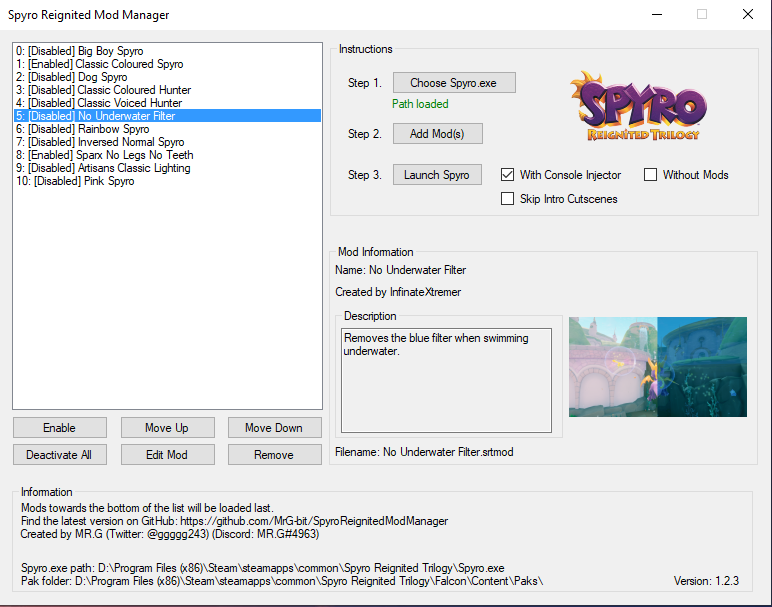 Spyro Reignited Mod Manager
0: [Disabled] Big Boy Spyro
1: [Enabled] Classic Coloured Spyro
2: [Disabled] Dog Spyro
3: [Disabled] Classic Coloured Hunter
4: [Disabled] Classic Voiced Hunter
5: [Disabled] No Underwater Filter
6: [Disabled] Rainbow Spyro
7: [Disabled] Inversed Normal Spyro
8: [Enabled] Sparx No Legs No Teeth
9: [Disabled] Artisans Classic Lighting
10: [Disabled] Pink Spyro
Enable Move Up Move Down
Deactivate All Edit Mod Remove
Instructions
Step 1. Choose Spyro.exe
Path loaded
Step 2. Add Mod(s)
Step 3. Launch Spyro With Console Injector Without Mods
Skip Intro Cutscenes
SPYRO
REIGNITED TRILOGY
Mod Information
Name: No Underwater Filter
Created by InfinateXtremer
Description
Removes the blue filter when swimming
underwater.
Filename: No Underwater Filter.srtmod
Information
Mods towards the bottom of the list will be loaded last.
Find the latest version on GitHub: https://github.com/MrG-bit/SpyroReignitedModManager
Created by MR.G (Twitter: @ggggg243) (Discord: MR.G#4963)
Spyro.exe path: D:\Program Files (x86)\Steam\steamapps\common\Spyro Reignited Trilogy\Spyro.exe
Pak folder: D:\Program Files (x86)\Steam\steamapps\common\Spyro Reignited Trilogy\Falcon\Content\Paks\
Version: 1.2.3